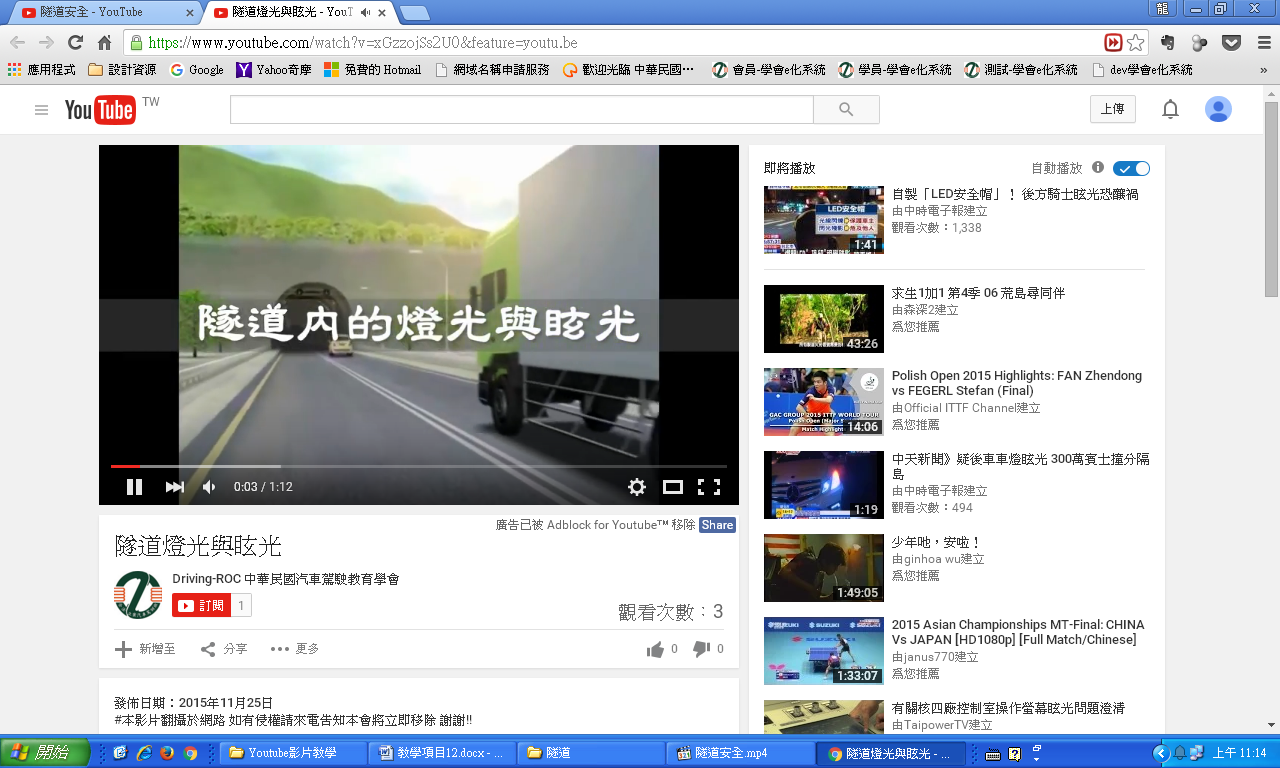 隧道安全 - YouTube
隧道燈光與眩光 - YouT
龍
https://www.youtube.com/watch?v=xGzzojSs2U0&feature=youtu.be
應用程式
設計資源
Google
Yahoo奇摩
免費的 Hotmail
網域名稱申請服務
歡迎光臨 中華民國…
會員-學會e化系統
學員-學會e化系統
測試-學會e化系統
dev學會e化系統
»
YouTube TW
上傳
隧道內的燈光與眩光
0:03 / 1:12
廣告已被 Adblock for Youtube™ 移除 Share
隧道燈光與眩光
Driving-ROC 中華民國汽車駕駛教育學會
訂閱 1
觀看次數：3
新增至
分享
更多
0
0
發佈日期：2015年11月25日
#本影片翻攝於網路 如有侵權請來電告知本會將立即移除 謝謝!!
即將播放
自動播放
LED安全帽
1:41
自製「LED安全帽」！ 後方騎士眩光恐釀禍
由中時電子報建立
觀看次數：1,338
43:26
求生1加1 第4季 06 荒島尋同伴
由森深2建立
為您推薦
GAC GROUP 2015 ITTF WORLD TOUR
14:06
Polish Open 2015 Highlights: FAN Zhendong
vs FEGERL Stefan (Final)
由Official ITTF Channel建立
為您推薦
1:19
中天新聞》疑後車車燈眩光 300萬賓士撞分隔
島
由中時電子報建立
觀看次數：494
1:49:05
少年吔，安啦！
由ginhoa wu建立
為您推薦
SUZUKI
1:33:07
2015 Asian Championships MT-Final: CHINA
Vs JAPAN [HD1080p] [Full Match/Chinese]
由janus770建立
為您推薦
有關核四廠控制室操作螢幕眩光問題澄清
由TaipowerTV建立
開始
Youtube影片教學
教學項目12.docx - ...
隧道
隧道安全.mp4
隧道燈光與眩光 - ...
上午 11:14